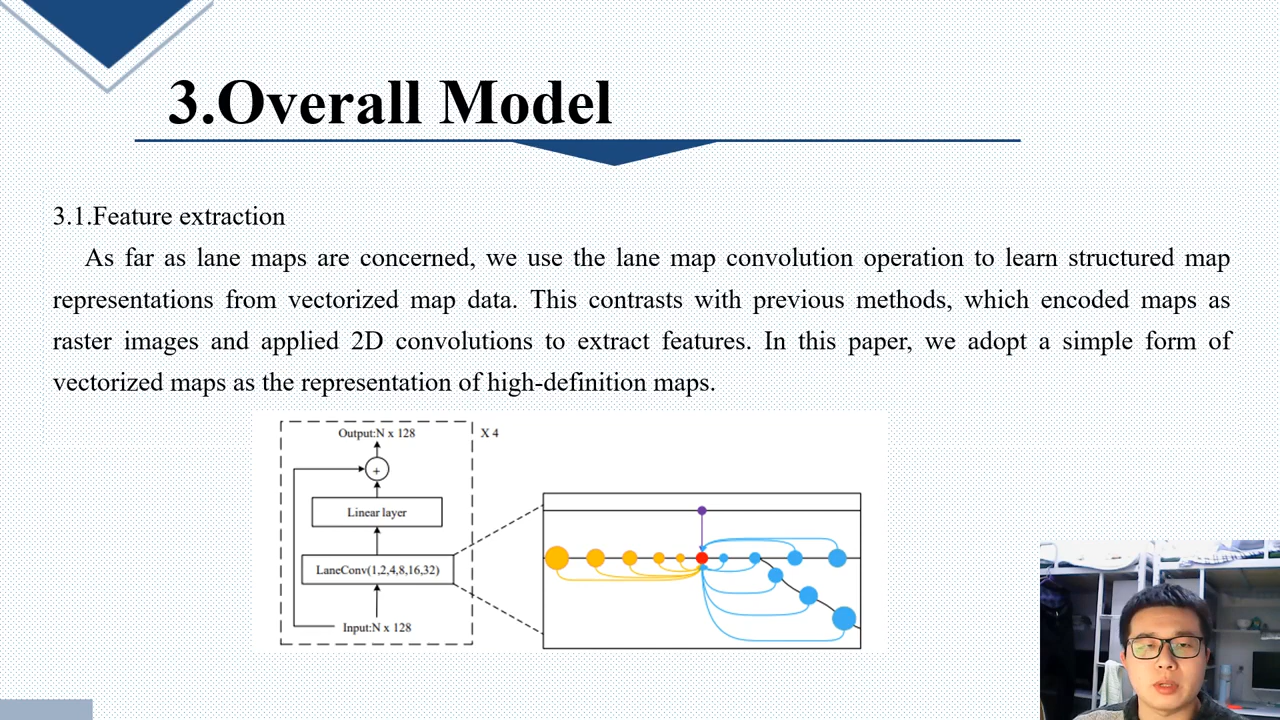 3.Overall Model
3.1.Feature extraction
As far as lane maps are concerned, we use the lane map convolution operation to learn structured map
representations from vectorized map data. This contrasts with previous methods, which encoded maps as
raster images and applied 2D convolutions to extract features. In this paper, we adopt a simple form of
vectorized maps as the representation of high-definition maps.
Output:N x 128
X 4
+
Linear layer
LaneConv(1,2,4,8,16,32)
Input:N x 128